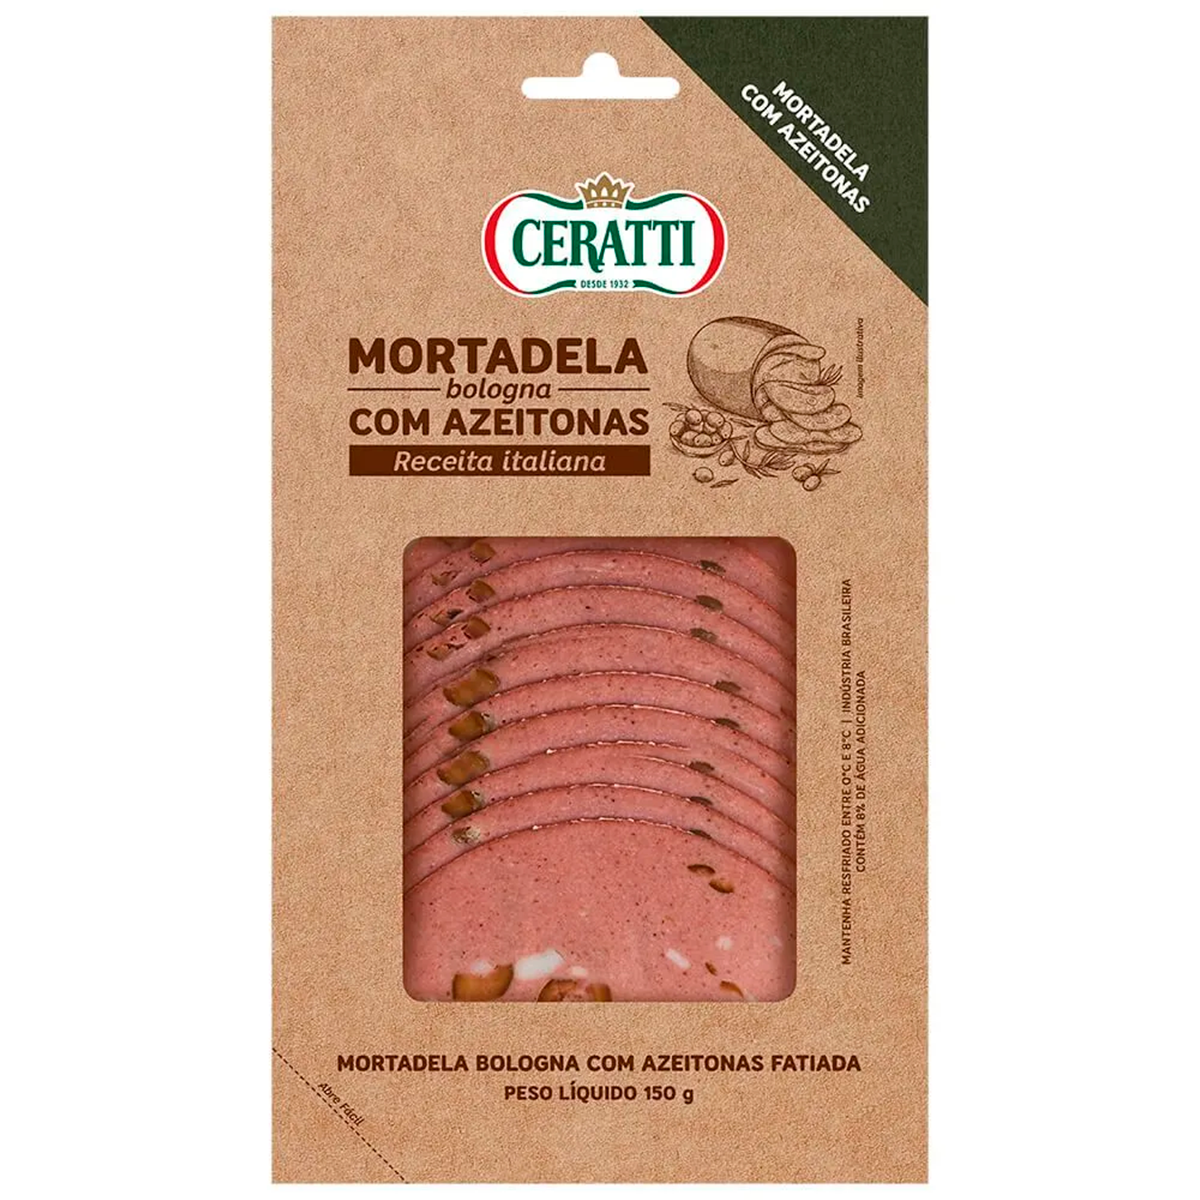 MORTADELA
COM AZEITONAS
CERATTI
DESDE 1932
MORTADELA
bologna
COM AZEITONAS
Receita italiana
imagem ilustrativa
MANTENHA RESFRIADO ENTRE 0°C E 8°C | INDÚSTRIA BRASILEIRA
CONTÉM 8% DE ÁGUA ADICIONADA
MORTADELA BOLOGNA COM AZEITONAS FATIADA
PESO LÍQUIDO 150 g
Abre Fácil